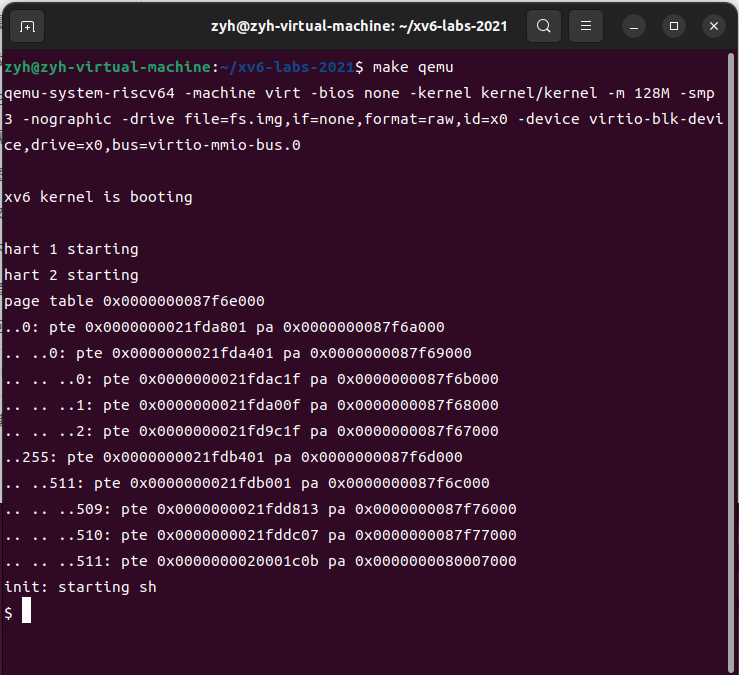 zyh@zyh-virtual-machine: ~/xv6-labs-2021
zyh@zyh-virtual-machine:~/xv6-labs-2021$ make qemu
qemu-system-riscv64 -machine virt -bios none -kernel kernel/kernel -m 128M -smp
3 -nographic -drive file=fs.img,if=none,format=raw,id=x0 -device virtio-blk-devi
ce,drive=x0,bus=virtio-mmio-bus.0
xv6 kernel is booting
hart 1 starting
hart 2 starting
page table 0x0000000087f6e000
..0: pte 0x0000000021fda801 pa 0x0000000087f6a000
.. ..0: pte 0x0000000021fda401 pa 0x0000000087f69000
.. .. ..0: pte 0x0000000021fdac1f pa 0x0000000087f6b000
.. .. ..1: pte 0x0000000021fda00f pa 0x0000000087f68000
.. .. ..2: pte 0x0000000021fd9c1f pa 0x0000000087f67000
..255: pte 0x0000000021fdb401 pa 0x0000000087f6d000
.. ..511: pte 0x0000000021fdb001 pa 0x0000000087f6c000
.. .. ..509: pte 0x0000000021fdd813 pa 0x0000000087f76000
.. .. ..510: pte 0x0000000021fddc07 pa 0x0000000087f77000
.. .. ..511: pte 0x0000000020001c0b pa 0x0000000080007000
init: starting sh
$